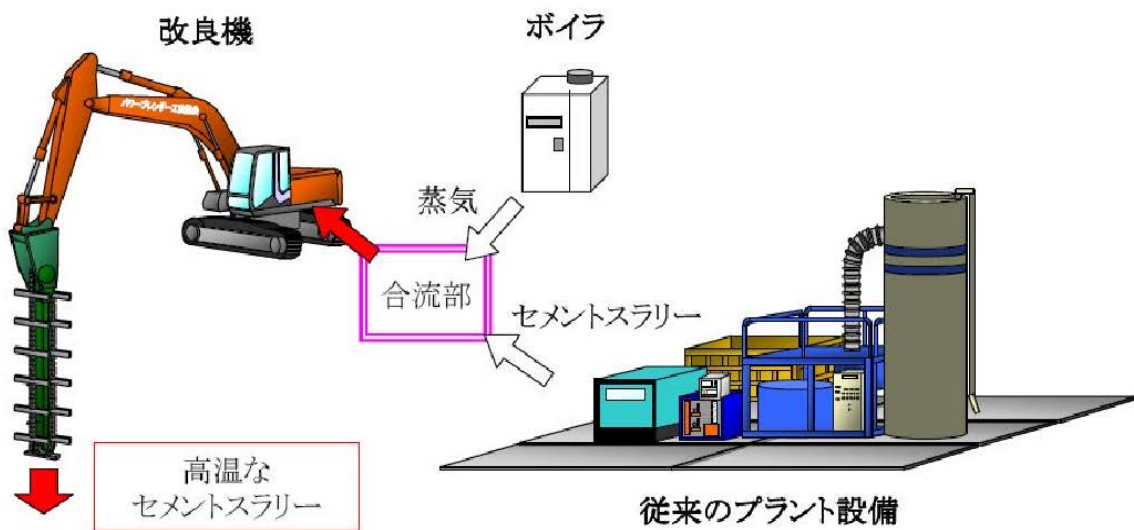 改良機
ボイラ
蒸気
合流部
セメントスラリー
高温な
セメントスラリー
従来のプラント設備